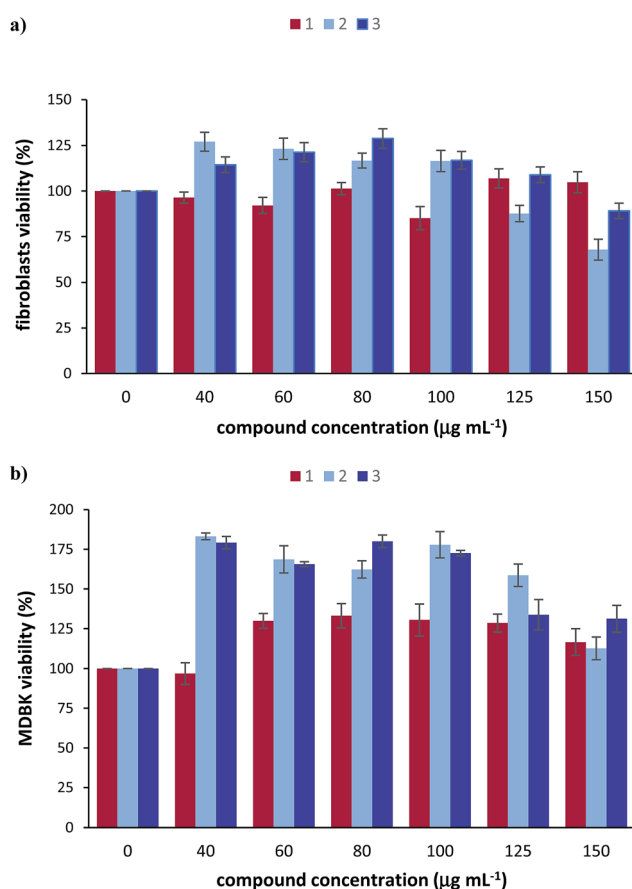 a)
1 2 3
150
125
100
75
50
25
0
fibroblasts viability (%)
0 40 60 80 100 125 150
compound concentration (µg mL-1)
b)
1 2 3
200
175
150
125
100
75
50
25
0
MDBK viability (%)
0 40 60 80 100 125 150
compound concentration (µg mL-1)